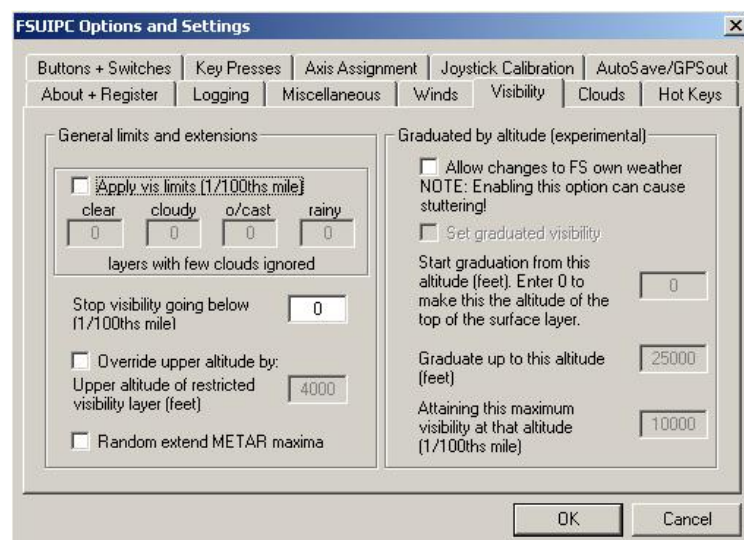 FSUIPC Options and Settings
Buttons + Switches
Key Presses
Axis Assignment
Joystick Calibration
AutoSave/GPSout
About + Register
Logging
Miscellaneous
Winds
Visibility
Clouds
Hot Keys
General limits and extensions
Apply vis limits (1/100ths mile)
clear cloudy o/cast rainy
0 0 0 0
layers with few clouds ignored
Stop visibility going below
(1/100ths mile)
0
Override upper altitude by:
Upper altitude of restricted
visibility layer (feet)
4000
Random extend METAR maxima
Graduated by altitude (experimental)
Allow changes to FS own weather
NOTE: Enabling this option can cause
stuttering!
Set graduated visibility
Start graduation from this
altitude (feet). Enter 0 to
make this the altitude of the
top of the surface layer.
0
Graduate up to this altitude
(feet)
25000
Attaining this maximum
visibility at that altitude
(1/100ths mile)
10000
OK
Cancel